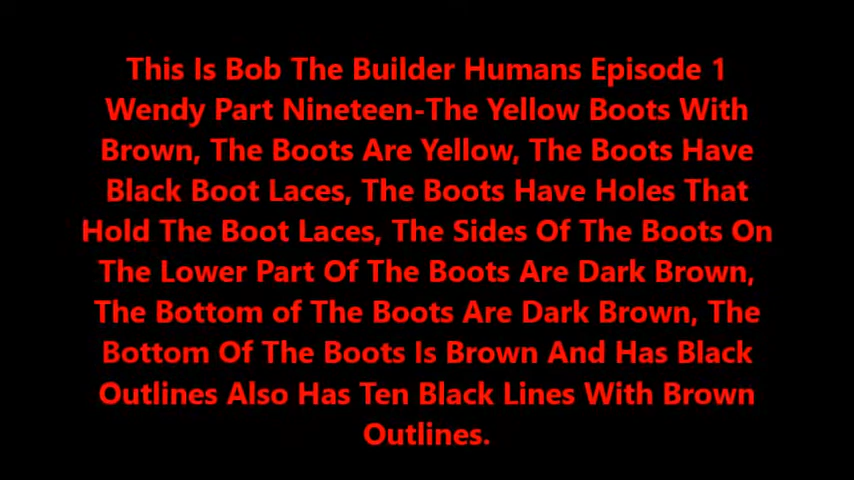 This Is Bob The Builder Humans Episode 1
Wendy Part Nineteen-The Yellow Boots With
Brown, The Boots Are Yellow, The Boots Have
Black Boot Laces, The Boots Have Holes That
Hold The Boot Laces, The Sides Of The Boots On
The Lower Part Of The Boots Are Dark Brown,
The Bottom of The Boots Are Dark Brown, The
Bottom Of The Boots Is Brown And Has Black
Outlines Also Has Ten Black Lines With Brown
Outlines.